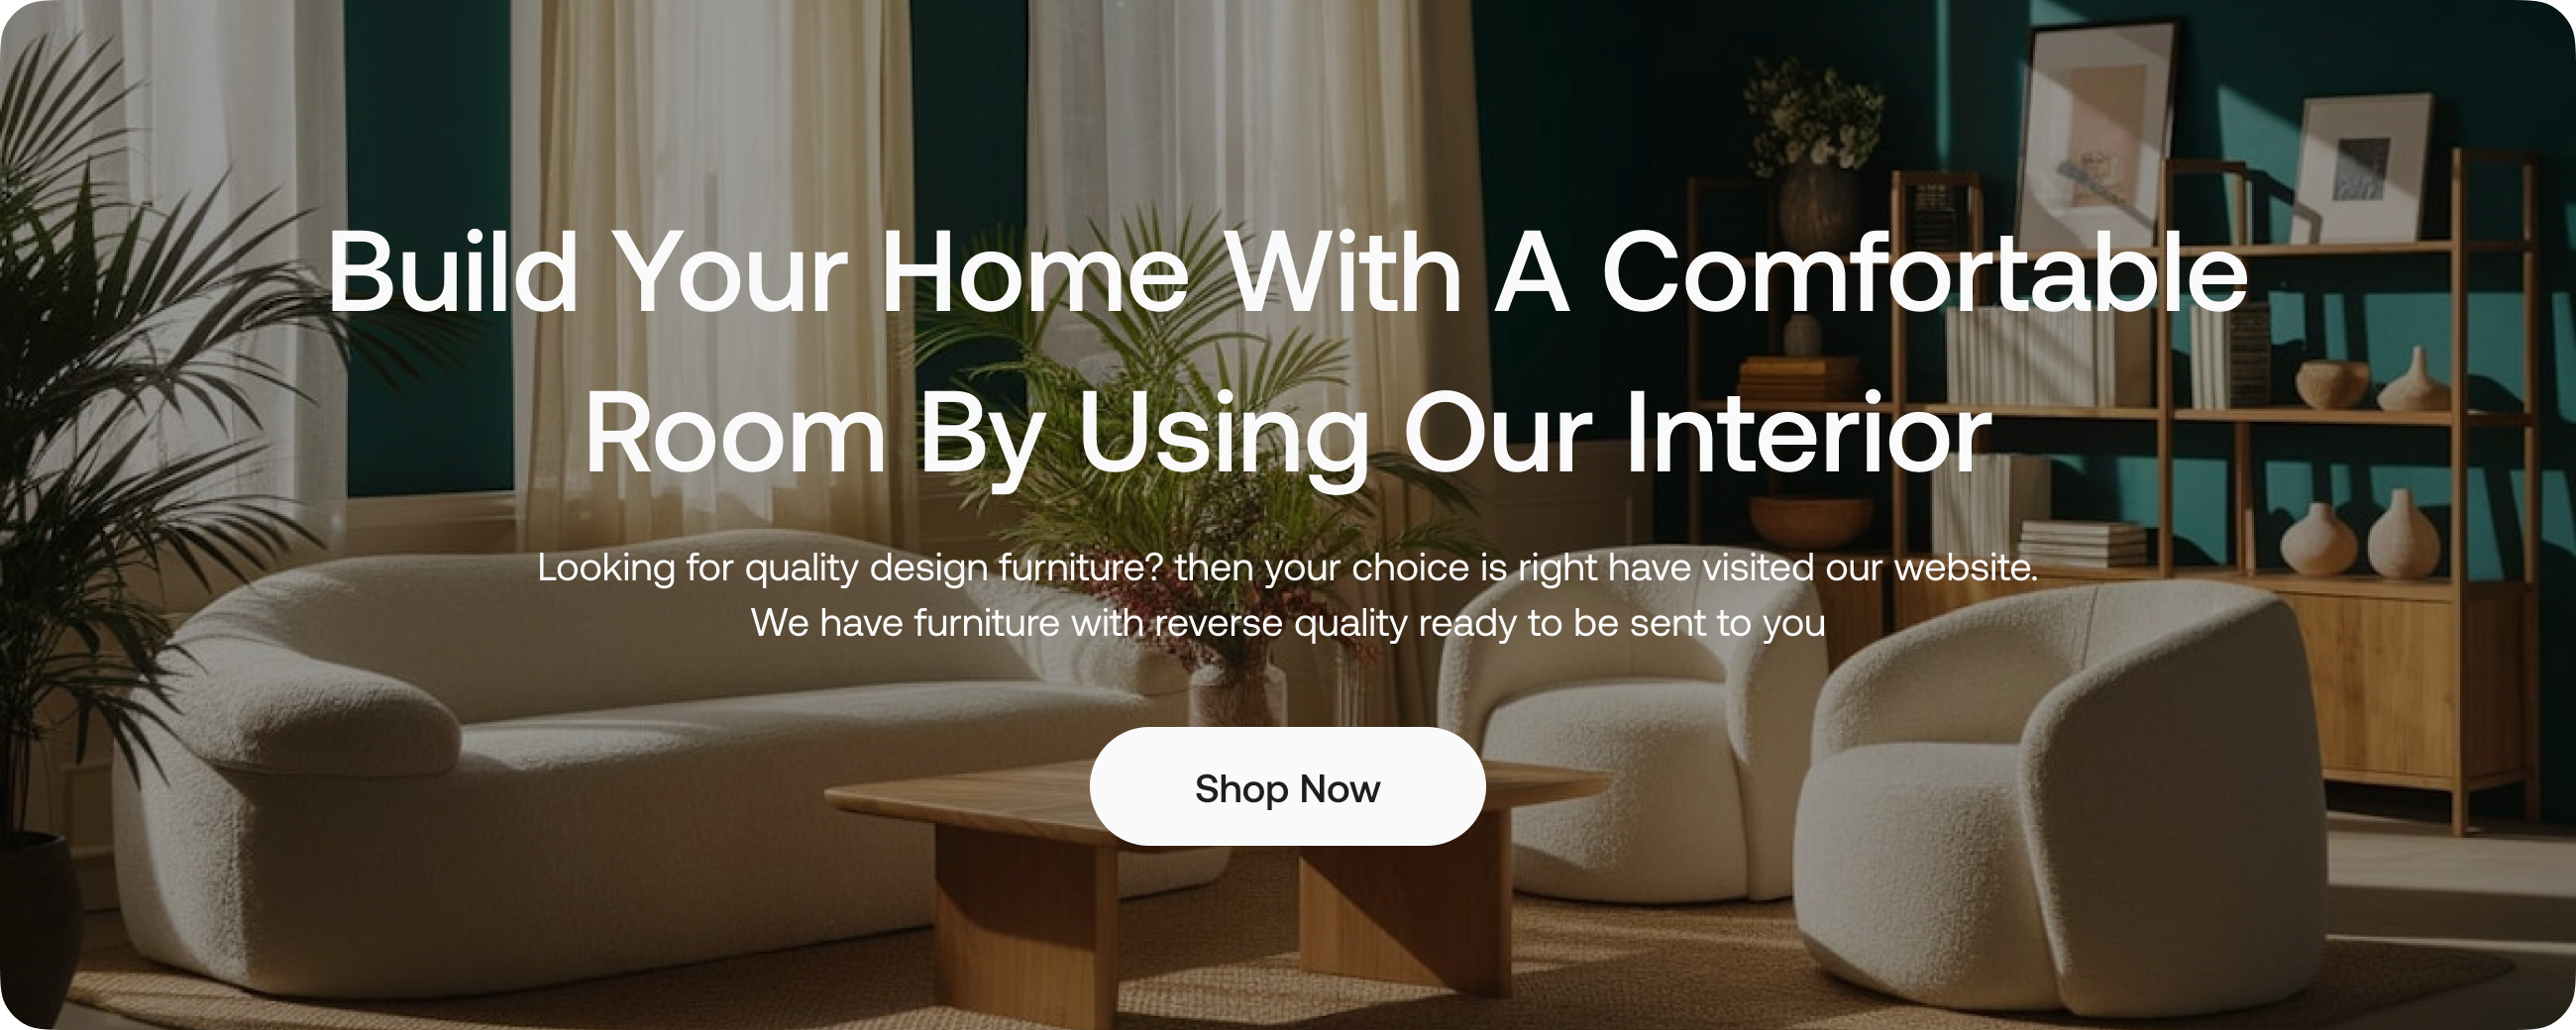 Build Your Home With A Comfortable
Room By Using Our Interior
Looking for quality design furniture? then your choice is right have visited our website.
We have furniture with reverse quality ready to be sent to you
Shop Now